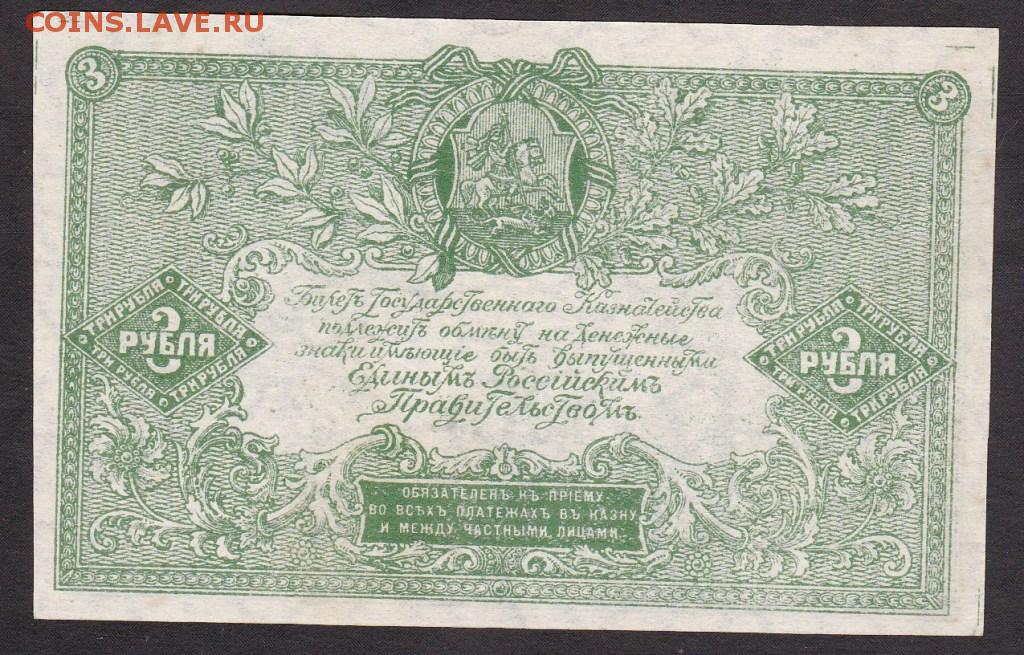 COINS.LAVE.RU
3
3
Билетъ Государственнаго Казначейства
подлежитъ обмѣну на денежные
знаки имѣющіе быть выпущенными
Единымъ Россійскимъ
Правительствомъ.
ТРИ РУБЛЯ ТРИ РУБЛЯ
3 РУБЛЯ
ТРИ РУБЛЯ ТРИ РУБЛЯ
ТРИ РУБЛЯ ТРИ РУБЛЯ
3 РУБЛЯ
ТРИ РУБЛЯ ТРИ РУБЛЯ
ОБЯЗАТЕЛЕНЪ КЪ ПРІЕМУ
ВО ВСѢХЪ ПЛАТЕЖАХЪ ВЪ КАЗНУ
И МЕЖДУ ЧАСТНЫМИ ЛИЦАМИ.